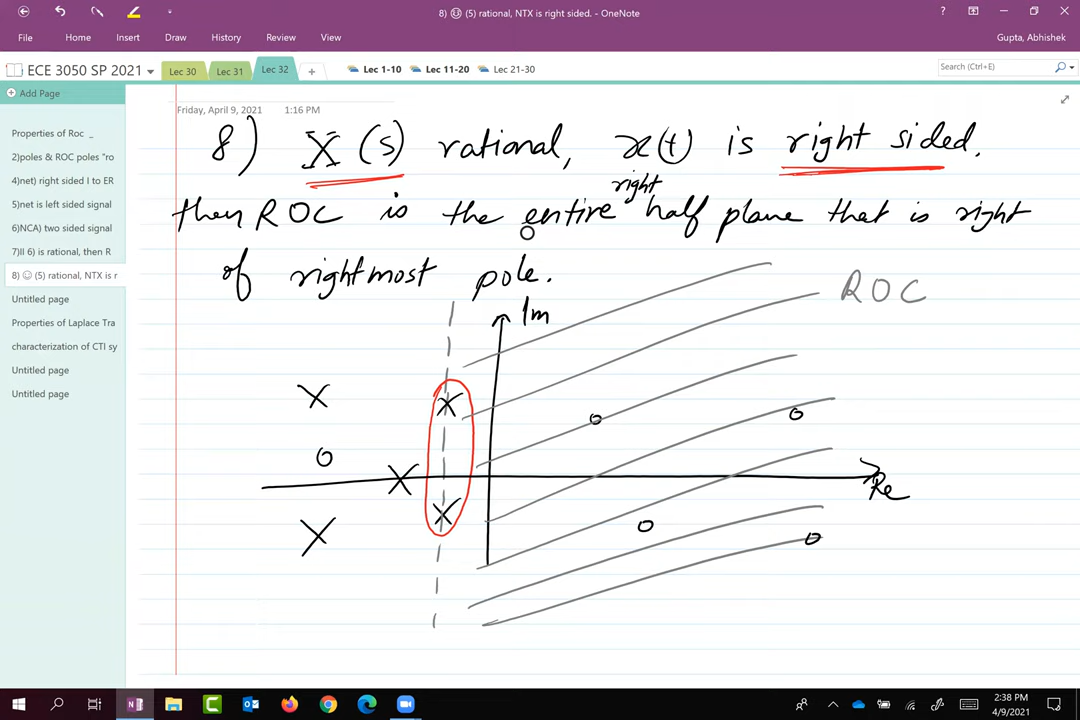 8) ☺ (5) rational, NTX is right sided. - OneNote
?
Gupta, Abhishek
File Home Insert Draw History Review View
ECE 3050 SP 2021
Lec 30 Lec 31 Lec 32 + Lec 1-10 Lec 11-20 Lec 21-30
Search (Ctrl+E)
Add Page
Properties of Roc _
2)poles & ROC poles "ro
4)net) right sided I to ER
5)net is left sided signal
6)NCA) two sided signal
7)II 6) is rational, then R
8) ☺ (5) rational, NTX is r
Untitled page
Properties of Laplace Tra
characterization of CTI sy
Untitled page
Untitled page
Friday, April 9, 2021 1:16 PM
8) X(s) rational, x(t) is right sided.
right
then ROC is the entire half plane that is right
of rightmost pole.
ROC
Im
Re
2:38 PM
4/9/2021